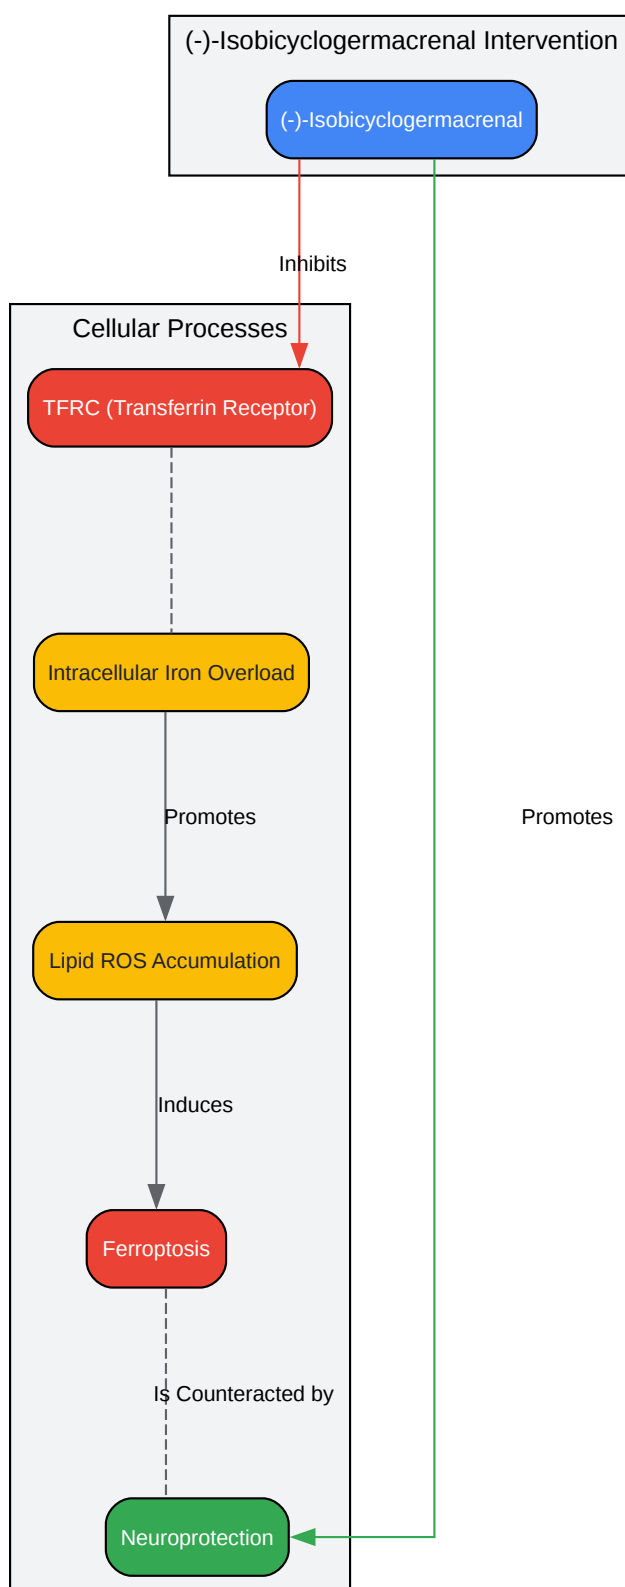 (-)-Isobicyclogermacrenal Intervention
(-)-Isobicyclogermacrenal
Inhibits
Cellular Processes
TFRC (Transferrin Receptor)
Intracellular Iron Overload
Promotes
Promotes
Lipid ROS Accumulation
Induces
Ferroptosis
Is Counteracted by
Neuroprotection